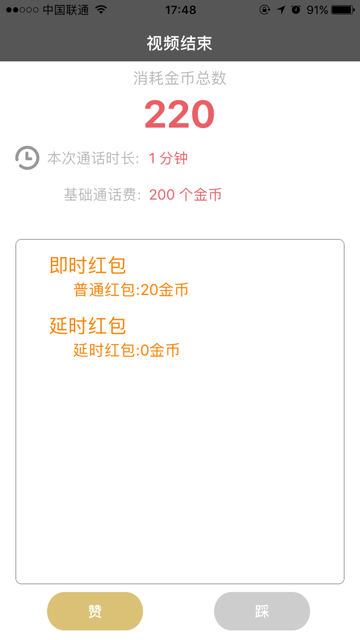 中国联通 17:48 91%
视频结束
消耗金币总数
220
本次通话时长: 1 分钟
基础通话费: 200 个金币
即时红包
普通红包:20金币
延时红包
延时红包:0金币
赞 踩